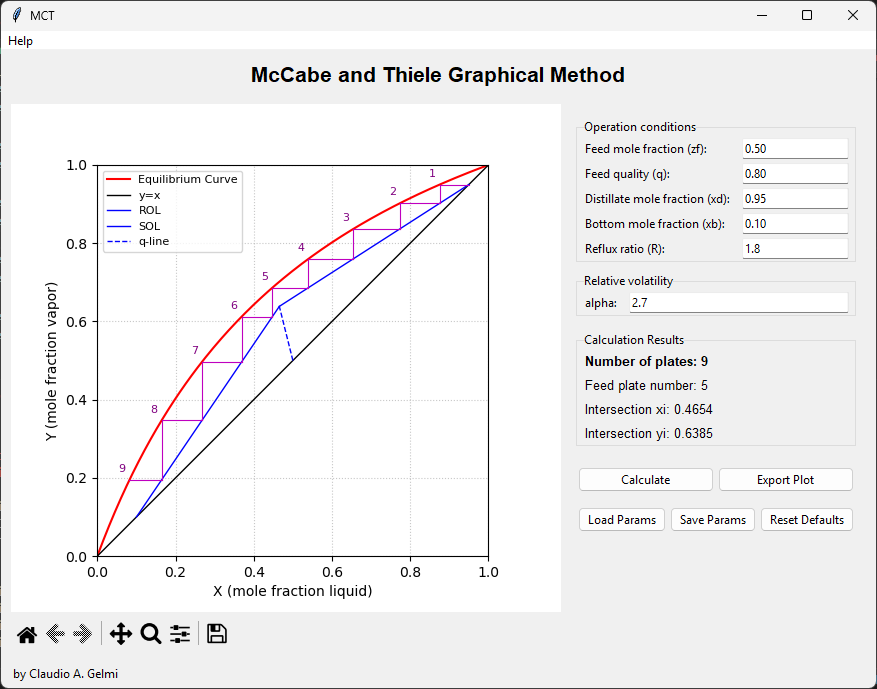 MCT
Help
McCabe and Thiele Graphical Method
1.0
0.8
0.6
0.4
0.2
0.0
Y (mole fraction vapor)
Equilibrium Curve
y=x
ROL
SOL
q-line
1
2
3
4
5
6
7
8
9
0.0 0.2 0.4 0.6 0.8 1.0
X (mole fraction liquid)
Operation conditions
Feed mole fraction (zf): 0.50
Feed quality (q): 0.80
Distillate mole fraction (xd): 0.95
Bottom mole fraction (xb): 0.10
Reflux ratio (R): 1.8
Relative volatility
alpha: 2.7
Calculation Results
Number of plates: 9
Feed plate number: 5
Intersection xi: 0.4654
Intersection yi: 0.6385
Calculate Export Plot
Load Params Save Params Reset Defaults
by Claudio A. Gelmi